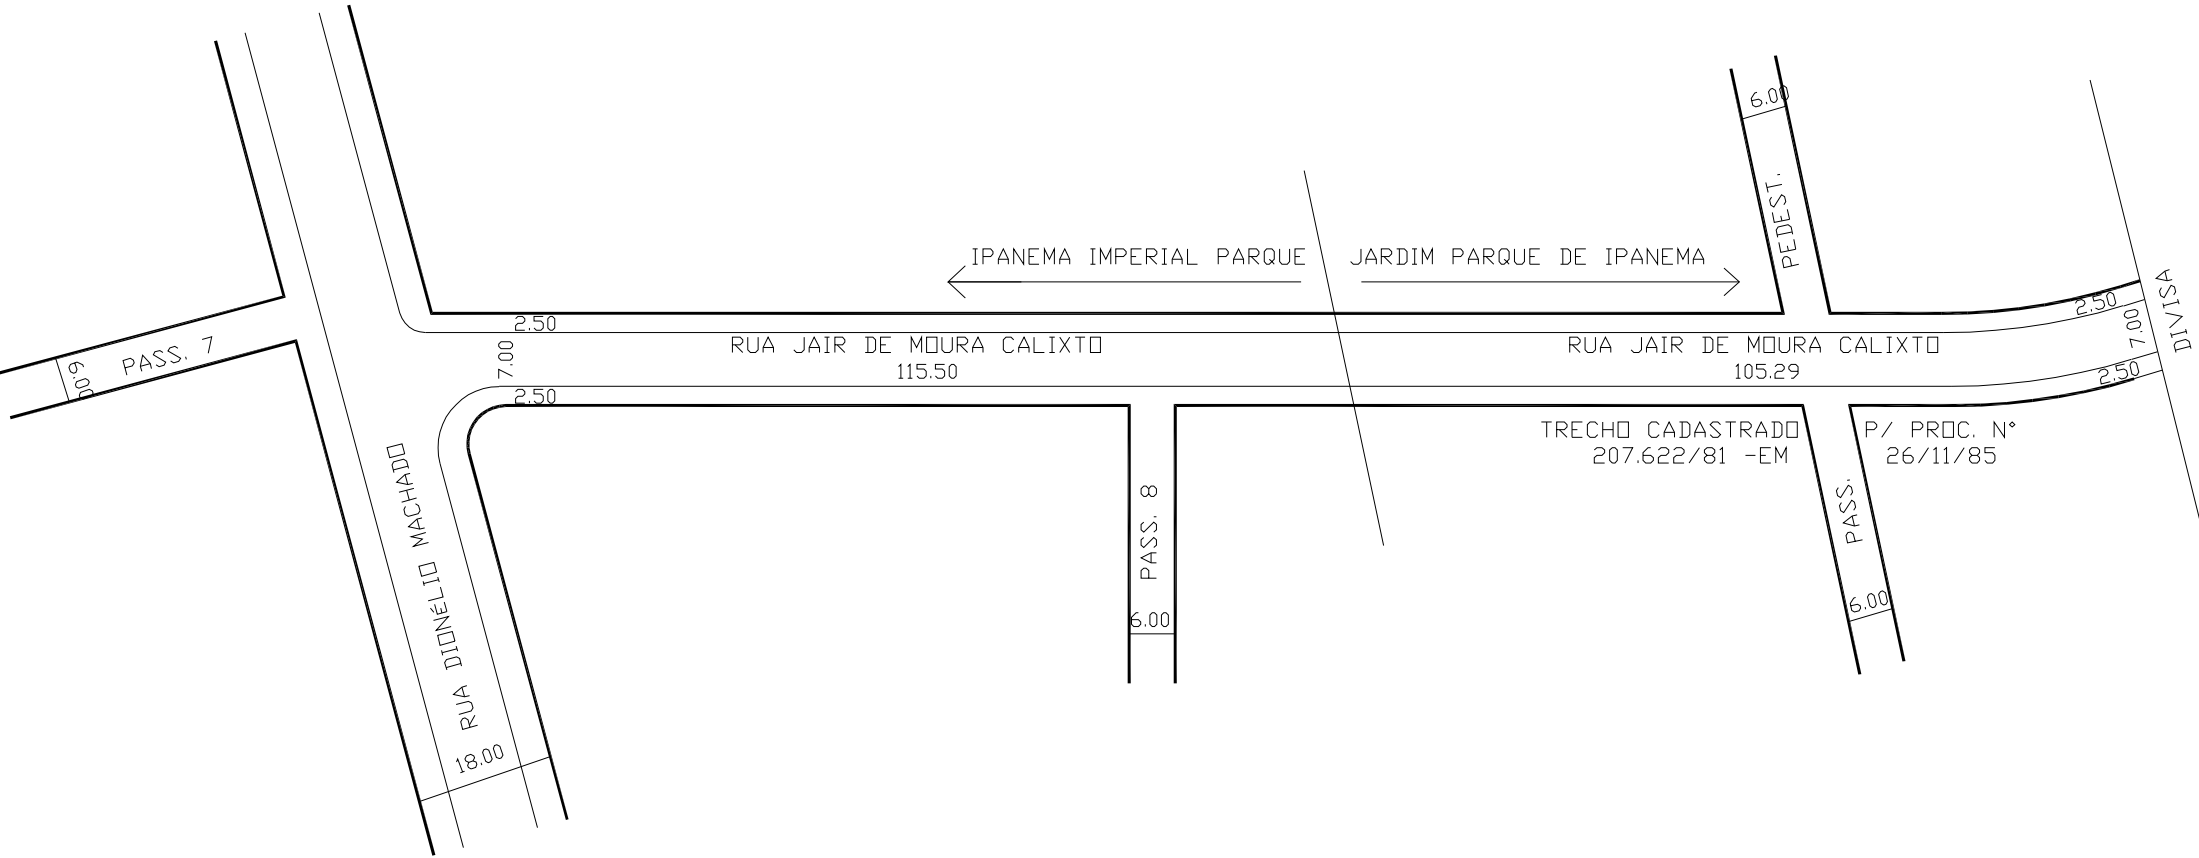 6.00
PEDEST.
IPANEMA IMPERIAL PARQUE
JARDIM PARQUE DE IPANEMA
2.50
7.00
2.50
RUA JAIR DE MOURA CALIXTO
115.50
RUA JAIR DE MOURA CALIXTO
105.29
2.50
7.00
2.50
DIVISA
PASS. 7
6.00
TRECHO CADASTRADO P/ PROC. N°
207.622/81 -EM 26/11/85
RUA DIONÉLIO MACHADO
18.00
PASS. 8
6.00
PASS.
6.00